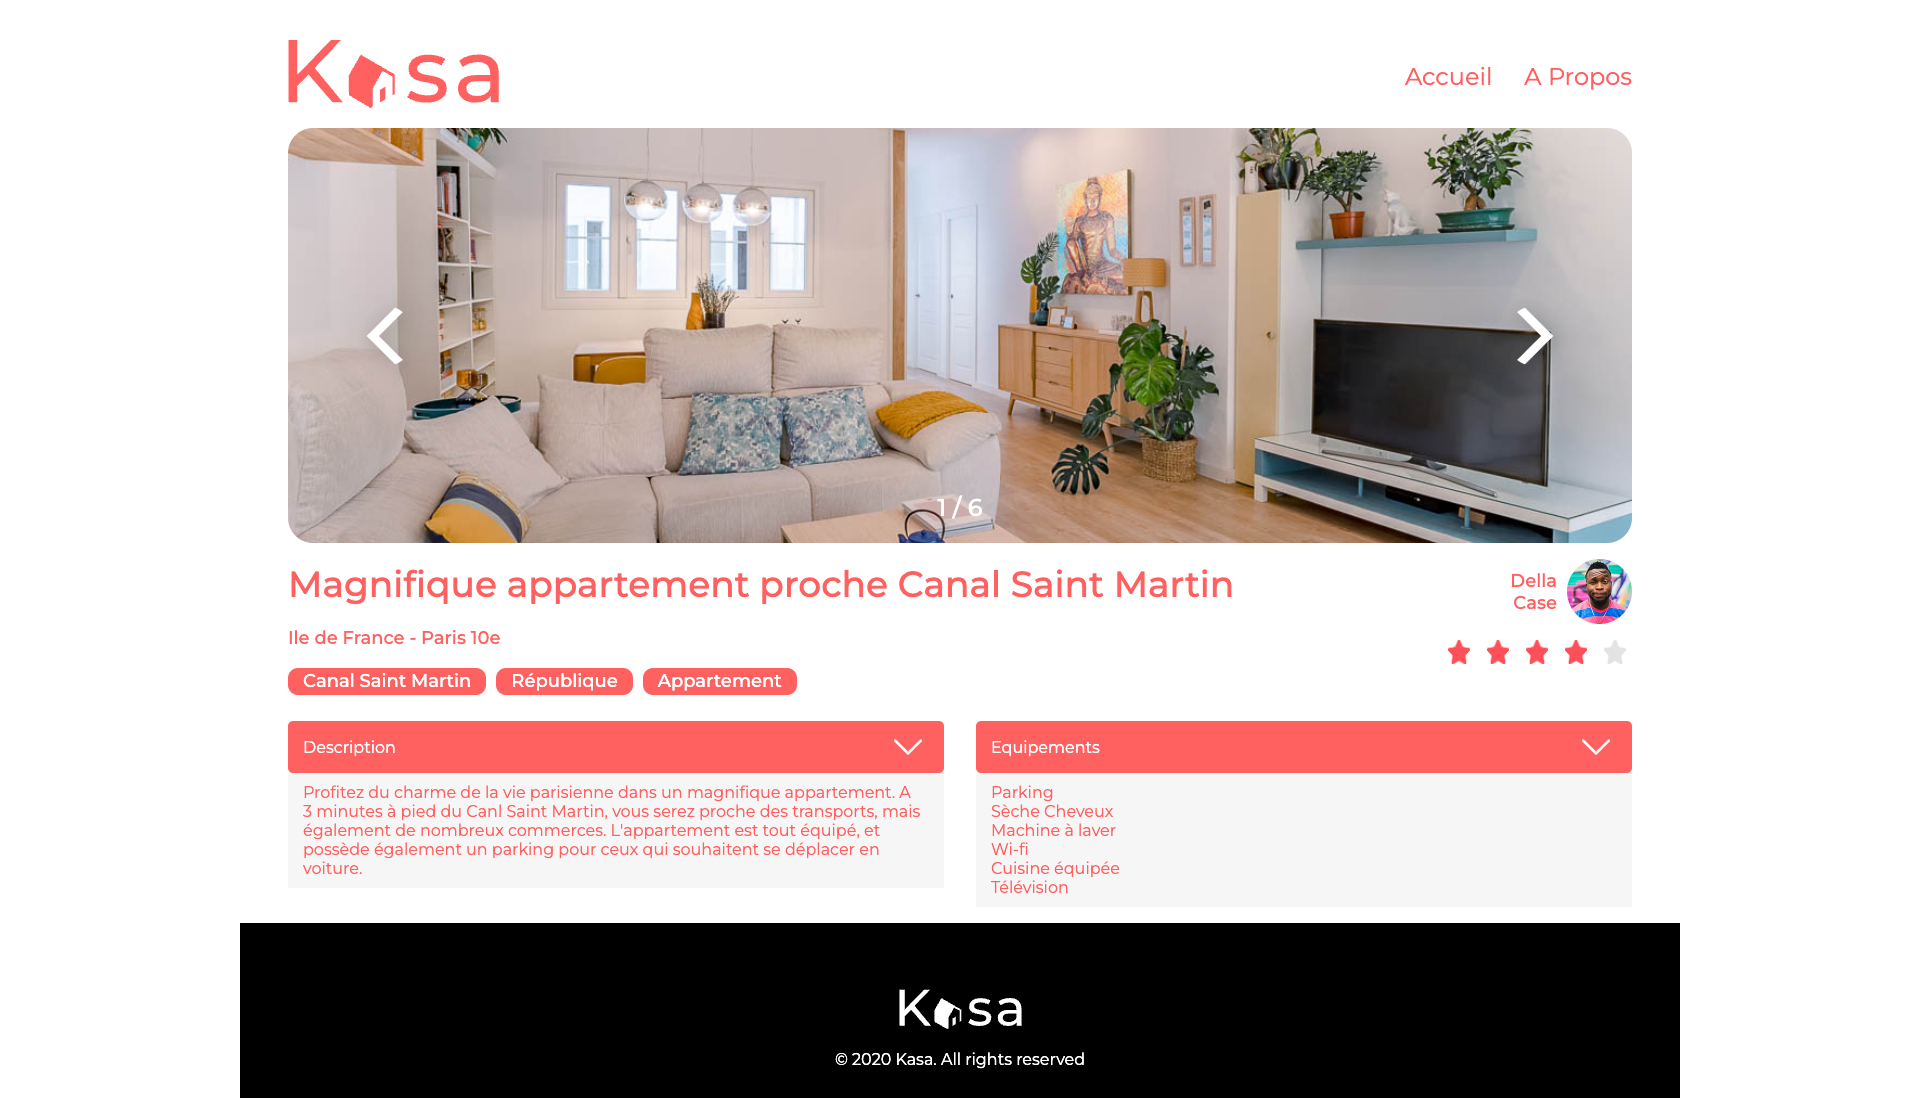 Kasa
Accueil
A Propos
1 / 6
Magnifique appartement proche Canal Saint Martin
Della
Case
Ile de France - Paris 10e
Canal Saint Martin
République
Appartement
Description
Profitez du charme de la vie parisienne dans un magnifique appartement. A
3 minutes à pied du Canl Saint Martin, vous serez proche des transports, mais
également de nombreux commerces. L'appartement est tout équipé, et
possède également un parking pour ceux qui souhaitent se déplacer en
voiture.
Equipements
Parking
Sèche Cheveux
Machine à laver
Wi-fi
Cuisine équipée
Télévision
Kasa
© 2020 Kasa. All rights reserved